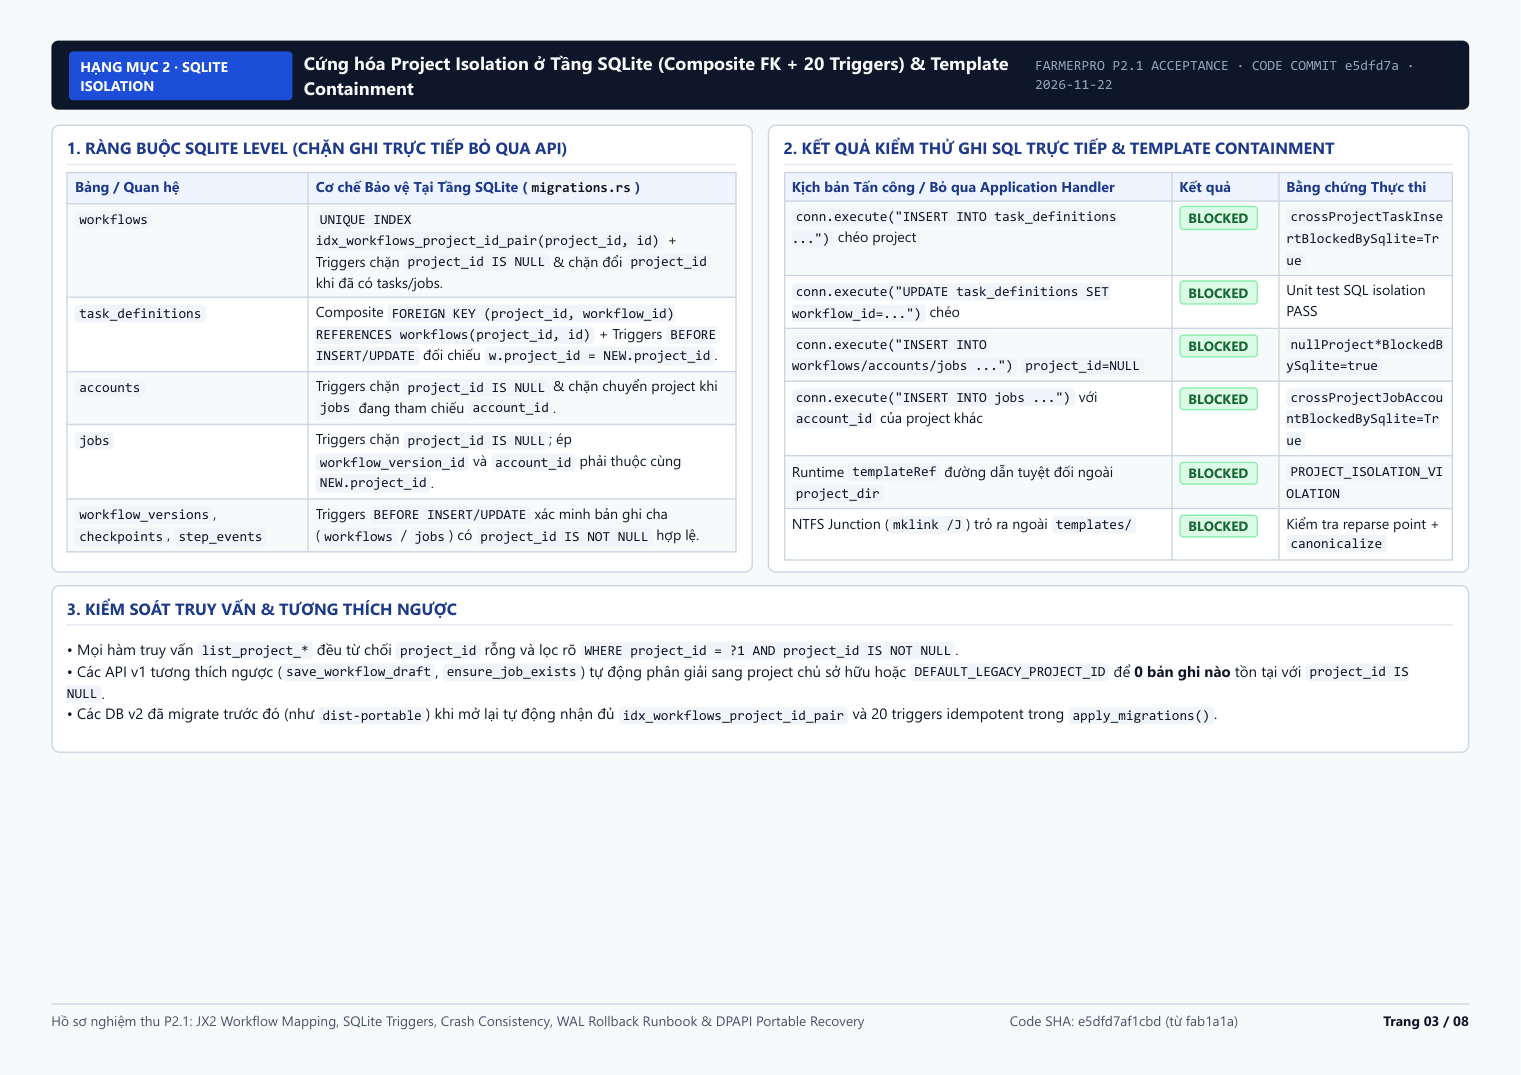 HẠNG MỤC 2 · SQLITE
ISOLATION
Cứng hóa Project Isolation ở Tầng SQLite (Composite FK + 20 Triggers) & Template
Containment
FARMERPRO P2.1 ACCEPTANCE · CODE COMMIT e5dfd7a ·
2026-11-22
1. RÀNG BUỘC SQLITE LEVEL (CHẶN GHI TRỰC TIẾP BỎ QUA API)
Bảng / Quan hệ
Cơ chế Bảo vệ Tại Tầng SQLite ( migrations.rs )
workflows
UNIQUE INDEX
idx_workflows_project_id_pair(project_id, id) +
Triggers chặn project_id IS NULL & chặn đổi project_id
khi đã có tasks/jobs.
task_definitions
Composite FOREIGN KEY (project_id, workflow_id)
REFERENCES workflows(project_id, id) + Triggers BEFORE
INSERT/UPDATE đối chiếu w.project_id = NEW.project_id .
accounts
Triggers chặn project_id IS NULL & chặn chuyển project khi
jobs đang tham chiếu account_id .
jobs
Triggers chặn project_id IS NULL ; ép
workflow_version_id và account_id phải thuộc cùng
NEW.project_id .
workflow_versions ,
checkpoints , step_events
Triggers BEFORE INSERT/UPDATE xác minh bản ghi cha
( workflows / jobs ) có project_id IS NOT NULL hợp lệ.
2. KẾT QUẢ KIỂM THỬ GHI SQL TRỰC TIẾP & TEMPLATE CONTAINMENT
Kịch bản Tấn công / Bỏ qua Application Handler
Kết quả
Bằng chứng Thực thi
conn.execute("INSERT INTO task_definitions
...") chéo project
BLOCKED
crossProjectTaskInse
rtBlockedBySqlite=Tr
ue
conn.execute("UPDATE task_definitions SET
workflow_id=...") chéo
BLOCKED
Unit test SQL isolation
PASS
conn.execute("INSERT INTO
workflows/accounts/jobs ...") project_id=NULL
BLOCKED
nullProject*BlockedB
ySqlite=true
conn.execute("INSERT INTO jobs ...") với
account_id của project khác
BLOCKED
crossProjectJobAccou
ntBlockedBySqlite=Tr
ue
Runtime templateRef đường dẫn tuyệt đối ngoài
project_dir
BLOCKED
PROJECT_ISOLATION_VI
OLATION
NTFS Junction ( mklink /J ) trỏ ra ngoài templates/
BLOCKED
Kiểm tra reparse point +
canonicalize
3. KIỂM SOÁT TRUY VẤN & TƯƠNG THÍCH NGƯỢC
• Mọi hàm truy vấn list_project_* đều từ chối project_id rỗng và lọc rõ WHERE project_id = ?1 AND project_id IS NOT NULL .
• Các API v1 tương thích ngược ( save_workflow_draft , ensure_job_exists ) tự động phân giải sang project chủ sở hữu hoặc DEFAULT_LEGACY_PROJECT_ID để 0 bản ghi nào tồn tại với project_id IS
NULL .
• Các DB v2 đã migrate trước đó (như dist-portable ) khi mở lại tự động nhận đủ idx_workflows_project_id_pair và 20 triggers idempotent trong apply_migrations() .
Hồ sơ nghiệm thu P2.1: JX2 Workflow Mapping, SQLite Triggers, Crash Consistency, WAL Rollback Runbook & DPAPI Portable Recovery
Code SHA: e5dfd7af1cbd (từ fab1a1a)
Trang 03 / 08